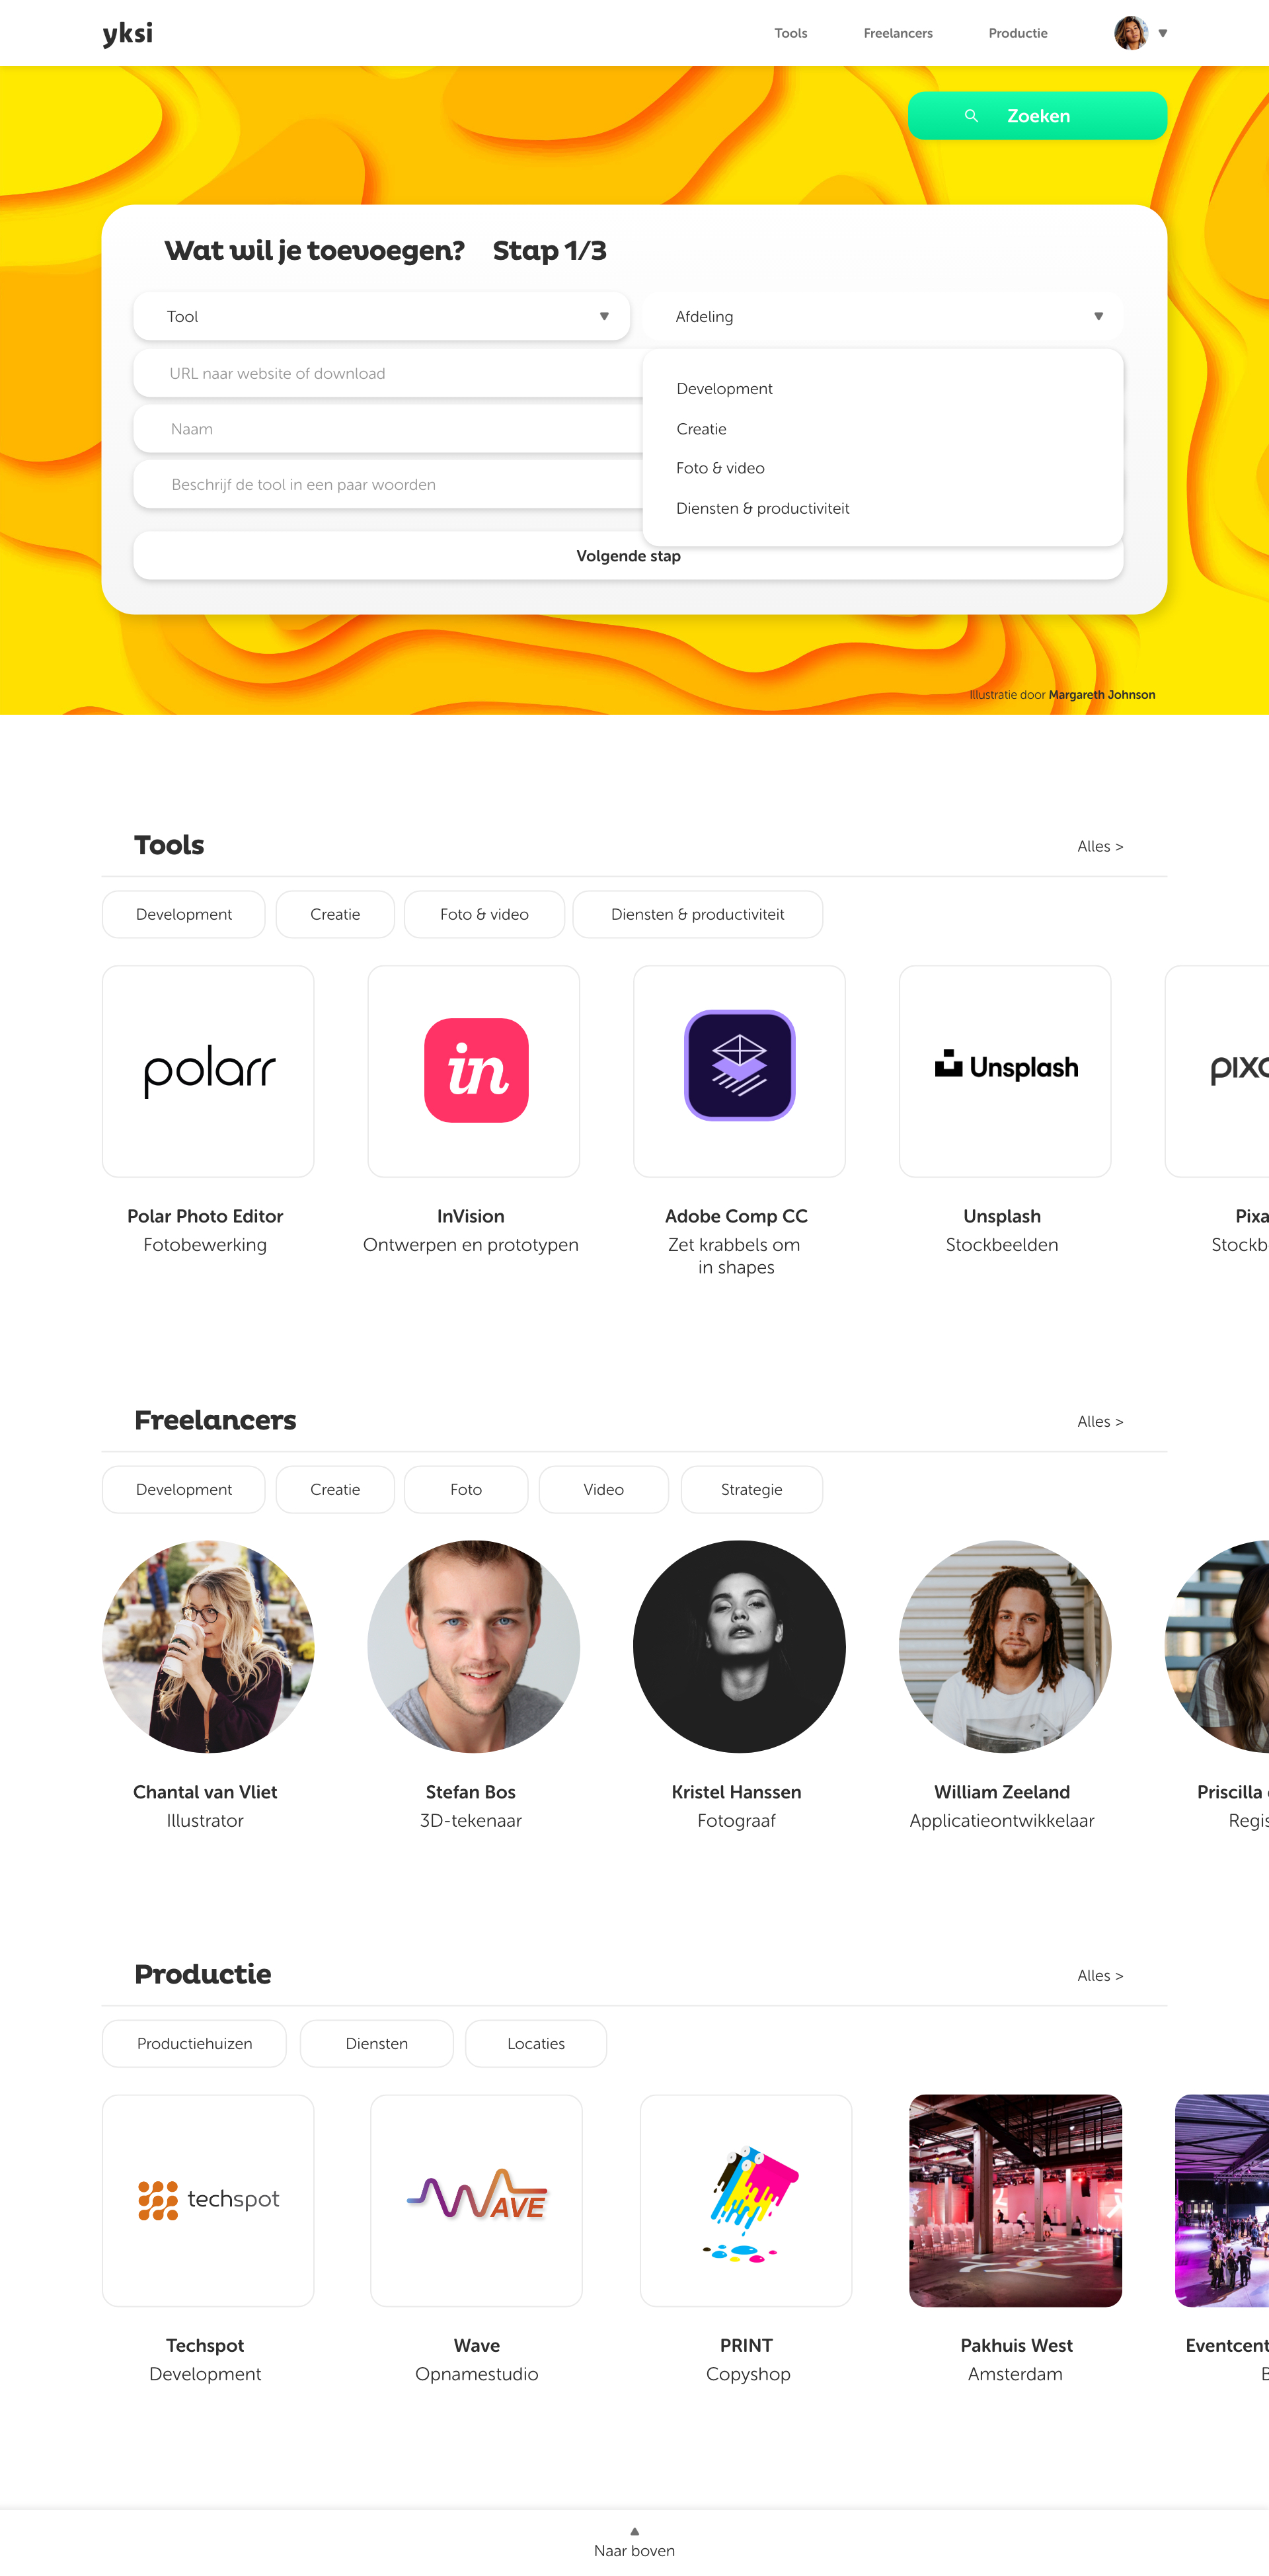 yksi
Tools Freelancers Productie
Zoeken
Wat wil je toevoegen? Stap 1/3
Tool ▼ Afdeling ▼
URL naar website of download
Naam
Beschrijf de tool in een paar woorden
Development
Creatie
Foto & video
Diensten & productiviteit
Volgende stap
Illustratie door Margareth Johnson
Tools Alles >
Development Creatie Foto & video Diensten & productiviteit
polarr in Unsplash
Polar Photo Editor InVision Adobe Comp CC Unsplash
Fotobewerking Ontwerpen en prototypen Zet krabbels om Stockbeelden
in shapes
Freelancers Alles >
Development Creatie Foto Video Strategie
Chantal van Vliet Stefan Bos Kristel Hanssen William Zeeland Priscilla
Illustrator 3D-tekenaar Fotograaf Applicatieontwikkelaar
Productie Alles >
Productiehuizen Diensten Locaties
techspot WAVE
Techspot Wave PRINT Pakhuis West
Development Opnamestudio Copyshop Amsterdam
Naar boven